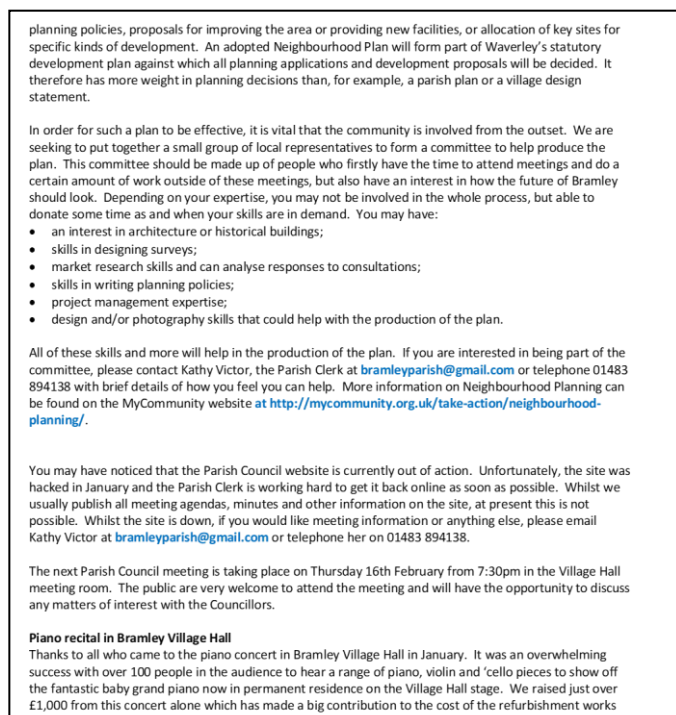 planning policies, proposals for improving the area or providing new facilities, or allocation of key sites for
specific kinds of development.  An adopted Neighbourhood Plan will form part of Waverley's statutory
development plan against which all planning applications and development proposals will be decided.  It
therefore has more weight in planning decisions than, for example, a parish plan or a village design
statement.

In order for such a plan to be effective, it is vital that the community is involved from the outset.  We are
seeking to put together a small group of local representatives to form a committee to help produce the
plan.  This committee should be made up of people who firstly have the time to attend meetings and do a
certain amount of work outside of these meetings, but also have an interest in how the future of Bramley
should look.  Depending on your expertise, you may not be involved in the whole process, but able to
donate some time as and when your skills are in demand.  You may have:
• an interest in architecture or historical buildings;
• skills in designing surveys;
• market research skills and can analyse responses to consultations;
• skills in writing planning policies;
• project management expertise;
• design and/or photography skills that could help with the production of the plan.

All of these skills and more will help in the production of the plan.  If you are interested in being part of the
committee, please contact Kathy Victor, the Parish Clerk at bramleyparish@gmail.com or telephone 01483
894138 with brief details of how you feel you can help.  More information on Neighbourhood Planning can
be found on the MyCommunity website at http://mycommunity.org.uk/take-action/neighbourhood-
planning/.

You may have noticed that the Parish Council website is currently out of action.  Unfortunately, the site was
hacked in January and the Parish Clerk is working hard to get it back online as soon as possible.  Whilst we
usually publish all meeting agendas, minutes and other information on the site, at present this is not
possible.  Whilst the site is down, if you would like meeting information or anything else, please email
Kathy Victor at bramleyparish@gmail.com or telephone her on 01483 894138.

The next Parish Council meeting is taking place on Thursday 16th February from 7:30pm in the Village Hall
meeting room.  The public are very welcome to attend the meeting and will have the opportunity to discuss
any matters of interest with the Councillors.

Piano recital in Bramley Village Hall
Thanks to all who came to the piano concert in Bramley Village Hall in January.  It was an overwhelming
success with over 100 people in the audience to hear a range of piano, violin and 'cello pieces to show off
the fantastic baby grand piano now in permanent residence on the Village Hall stage.  We raised just over
£1,000 from this concert alone which has made a big contribution to the cost of the refurbishment works